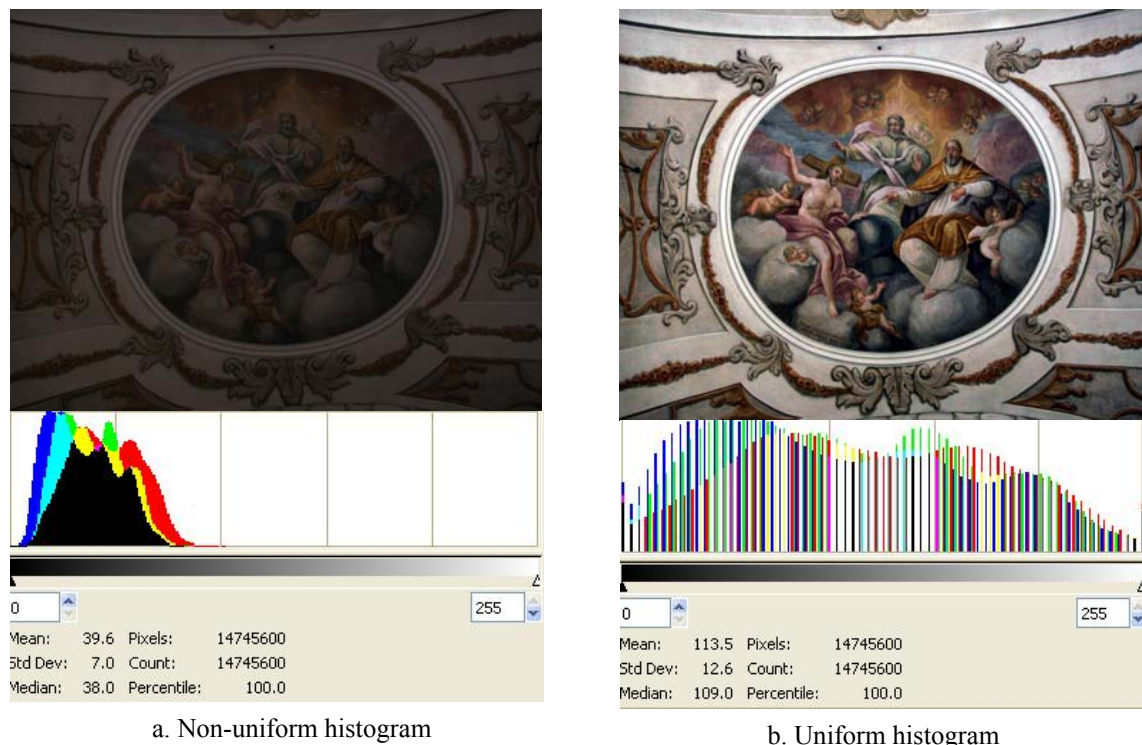 0
255
Mean: 39.6 Pixels: 14745600
Std Dev: 7.0 Count: 14745600
Median: 38.0 Percentile: 100.0
a. Non-uniform histogram
0
255
Mean: 113.5 Pixels: 14745600
Std Dev: 12.6 Count: 14745600
Median: 109.0 Percentile: 100.0
b. Uniform histogram